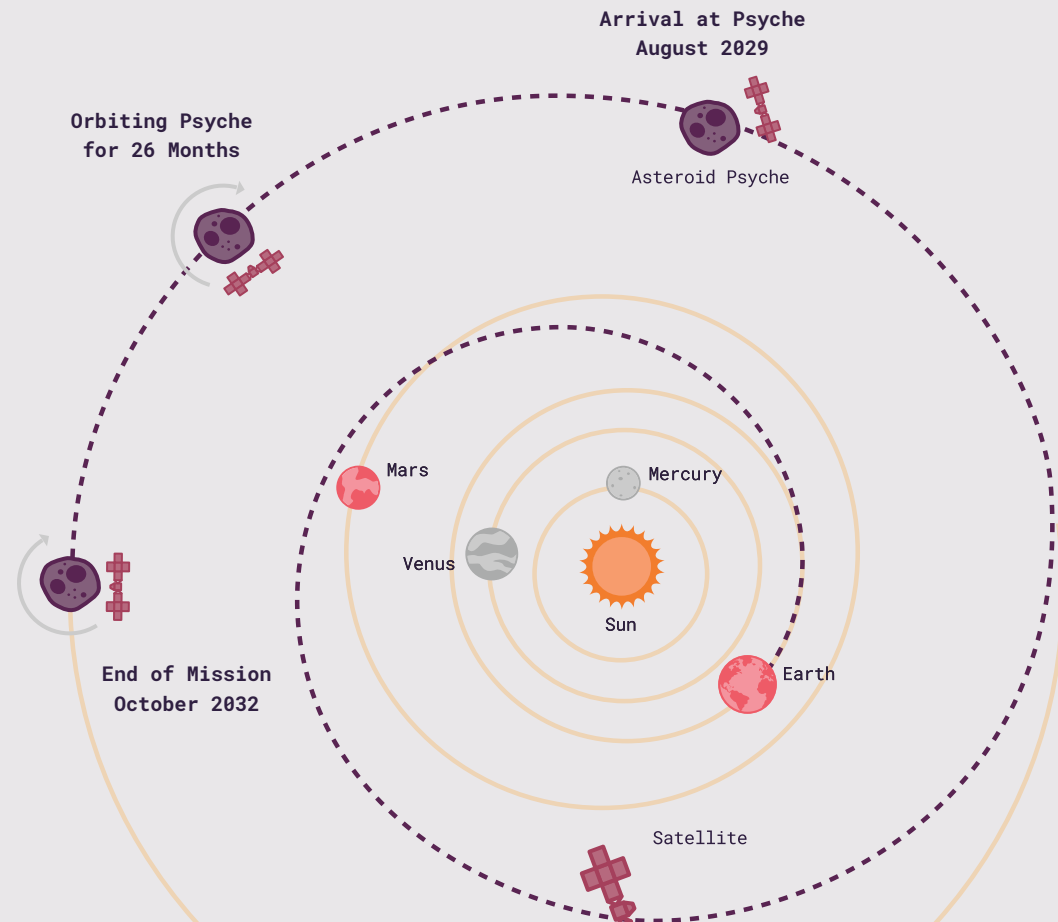 Arrival at Psyche
August 2029
Orbiting Psyche
for 26 Months
Asteroid Psyche
Mars
Mercury
Venus
Sun
Earth
End of Mission
October 2032
Satellite